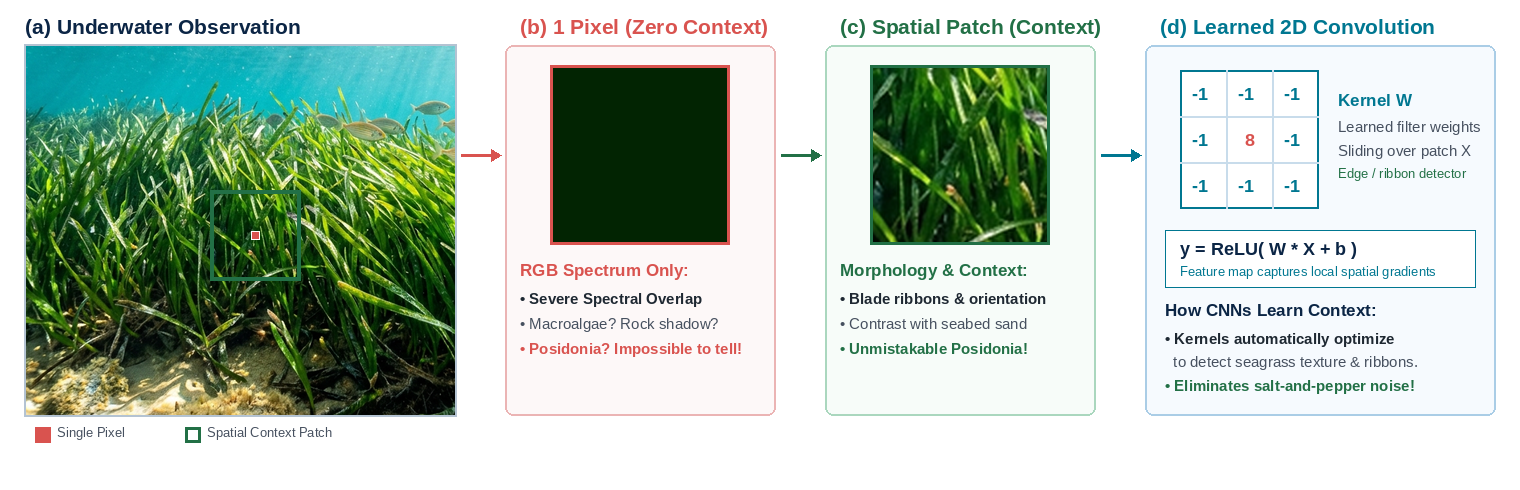 (a) Underwater Observation
Single Pixel
Spatial Context Patch
(b) 1 Pixel (Zero Context)
RGB Spectrum Only:
• Severe Spectral Overlap
• Macroalgae? Rock shadow?
• Posidonia? Impossible to tell!
(c) Spatial Patch (Context)
Morphology & Context:
• Blade ribbons & orientation
• Contrast with seabed sand
• Unmistakable Posidonia!
(d) Learned 2D Convolution
-1 -1 -1
-1 8 -1
-1 -1 -1
Kernel W
Learned filter weights
Sliding over patch X
Edge / ribbon detector
y = ReLU( W * X + b )
Feature map captures local spatial gradients
How CNNs Learn Context:
• Kernels automatically optimize
to detect seagrass texture & ribbons.
• Eliminates salt-and-pepper noise!